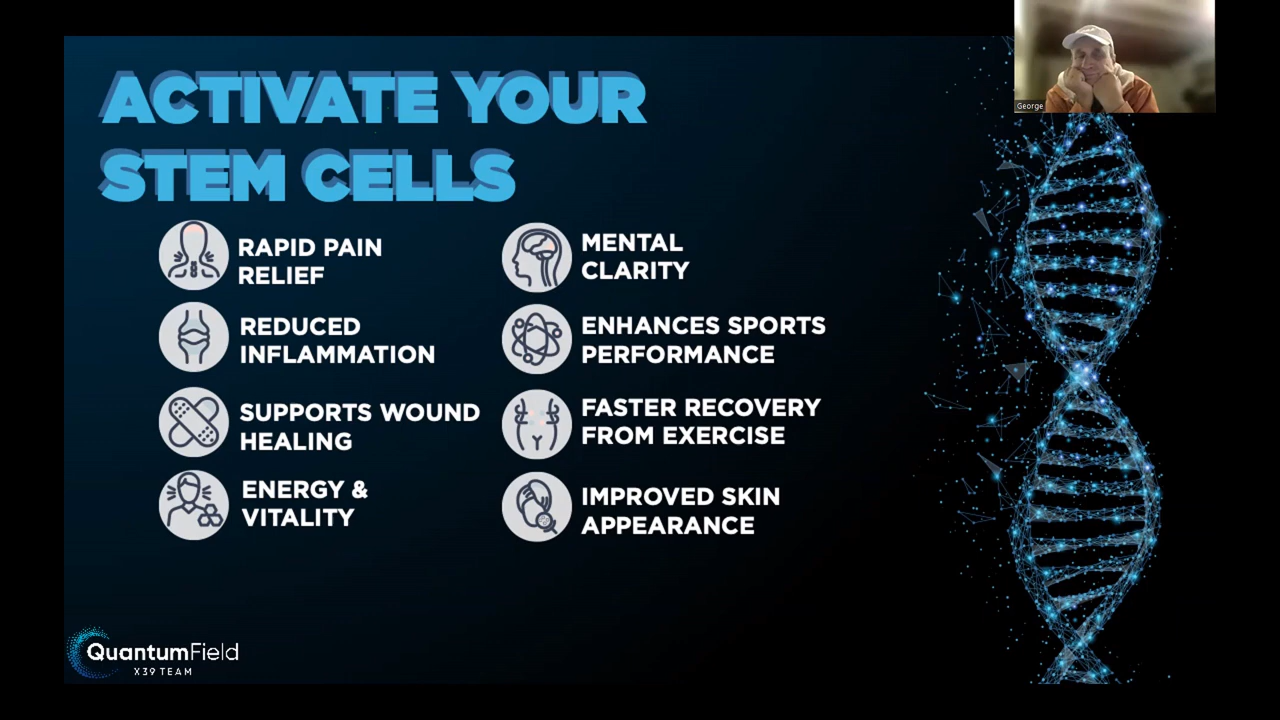 ACTIVATE YOUR
STEM CELLS
RAPID PAIN
RELIEF
REDUCED
INFLAMMATION
SUPPORTS WOUND
HEALING
ENERGY &
VITALITY
MENTAL
CLARITY
ENHANCES SPORTS
PERFORMANCE
FASTER RECOVERY
FROM EXERCISE
IMPROVED SKIN
APPEARANCE
QuantumField
X39 TEAM
George